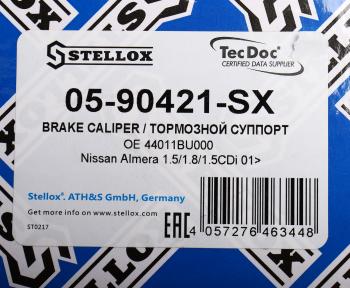 STELLOX
TecDoc
CERTIFIED DATA SUPPLIER
05-90421-SX
BRAKE CALIPER / ТОРМОЗНОЙ СУППОРТ
OE 44011BU000
Nissan Almera 1.5/1.8/1.5CDi 01>
Stellox®. ATH&S GmbH, Germany
Get more info on www.stellox.com
ST0217
EAC
4 057276 463448